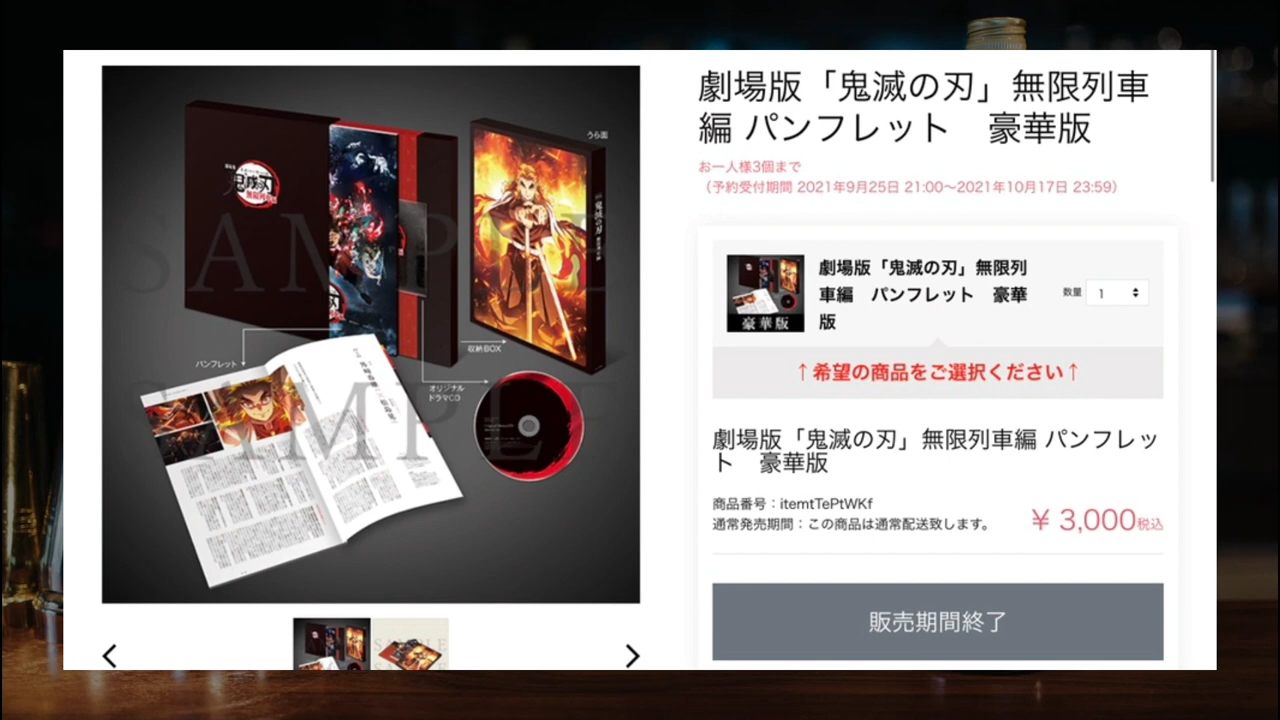 劇場版「鬼滅の刃」無限列車
編 パンフレット　豪華版
お一人様3個まで
（予約受付期間 2021年9月25日 21:00〜2021年10月17日 23:59）
うら面
鬼滅の刃
SAMPLE
パンフレット
収納BOX
オリジナル
ドラマCD
SAMPLE
劇場版「鬼滅の刃」無限列
車編　パンフレット　豪華
版
豪華版
数量
1
↑希望の商品をご選択ください↑
劇場版「鬼滅の刃」無限列車編 パンフレッ
ト　豪華版
商品番号：itemtTePtWKf
通常発売期間：この商品は通常配送致します。
¥ 3,000税込
販売期間終了
SAMPLE